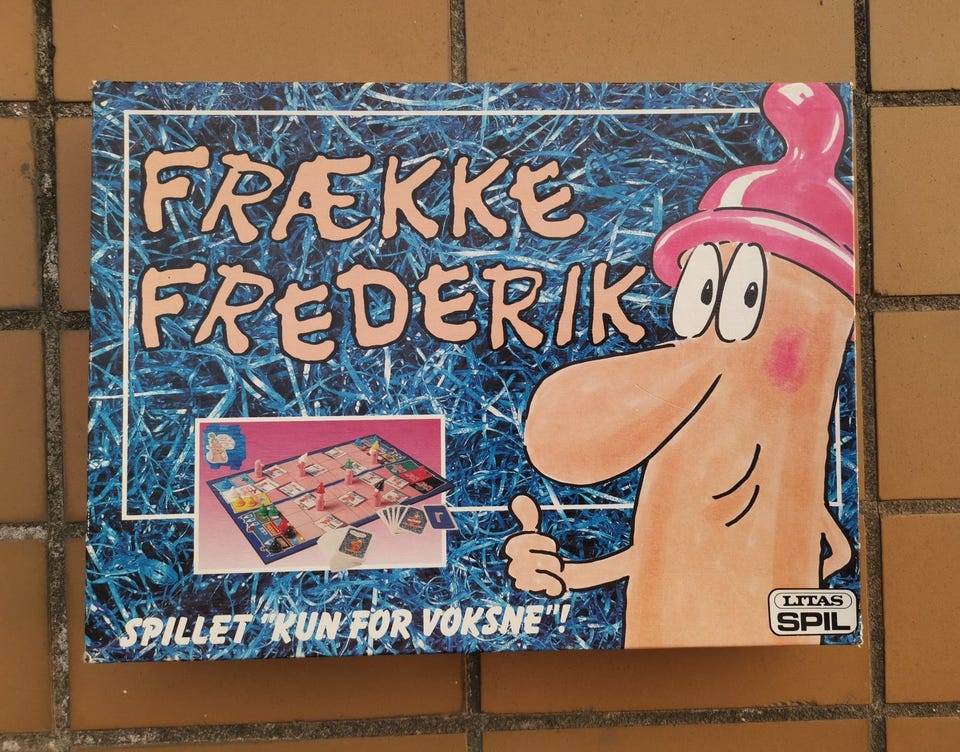 FRÆKKE
FREDERIK
SPILLET "KUN FOR VOKSNE"!
LITAS
SPIL